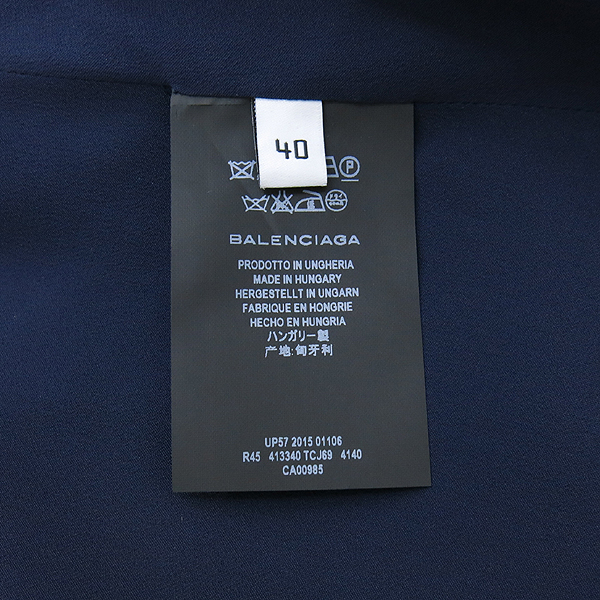 40
P
BALENCIAGA
PRODOTTO IN UNGHERIA
MADE IN HUNGARY
HERGESTELLT IN UNGARN
FABRIQUE EN HONGRIE
HECHO EN HUNGRIA
ハンガリー製
产地:匈牙利
UP57 2015 01106
R45 413340 TCJ69 4140
CA00985